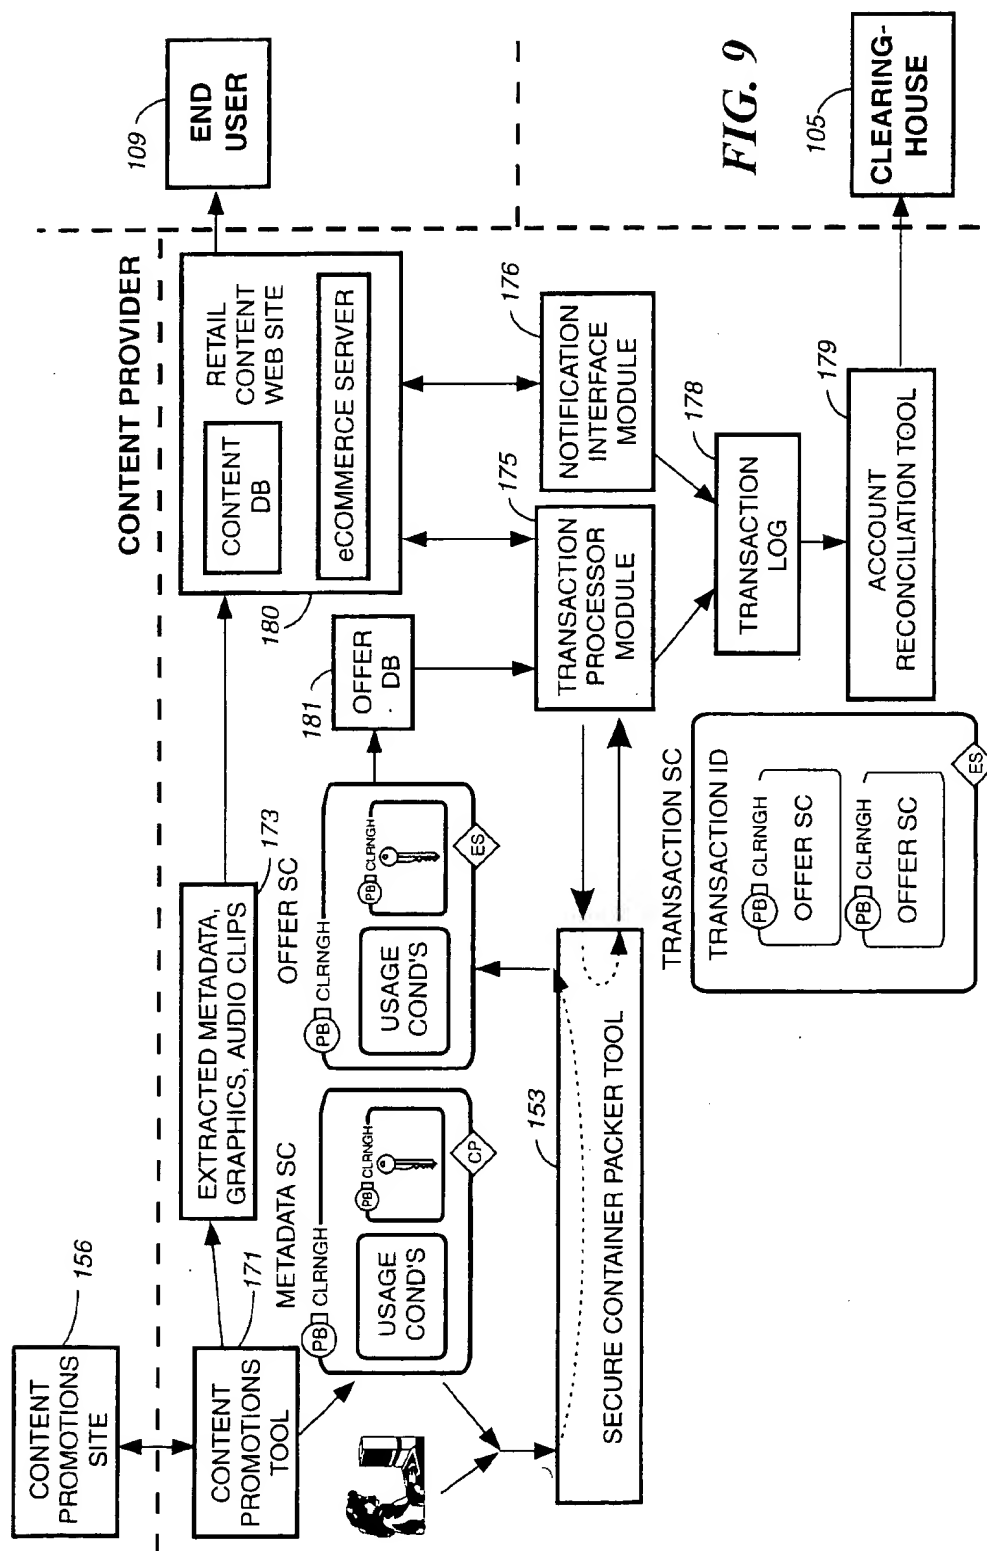 CONTENT PROVIDER
CONTENT
PROMOTIONS
SITE
156
CONTENT
PROMOTIONS
TOOL
171
EXTRACTED METADATA,
GRAPHICS, AUDIO CLIPS
173
RETAIL
CONTENT
WEB SITE
CONTENT
DB
eCOMMERCE SERVER
180
END
USER
109
METADATA SC
PB CLRNGH
USAGE
COND'S
PB CLRNGH
CP
OFFER SC
PB CLRNGH
USAGE
COND'S
PB CLRNGH
ES
181
OFFER
DB
153
SECURE CONTAINER PACKER TOOL
175
TRANSACTION
PROCESSOR
MODULE
176
NOTIFICATION
INTERFACE
MODULE
178
TRANSACTION
LOG
TRANSACTION SC
TRANSACTION ID
PB CLRNGH
OFFER SC
PB CLRNGH
OFFER SC
ES
179
ACCOUNT
RECONCILIATION TOOL
FIG. 9
105
CLEARING-
HOUSE